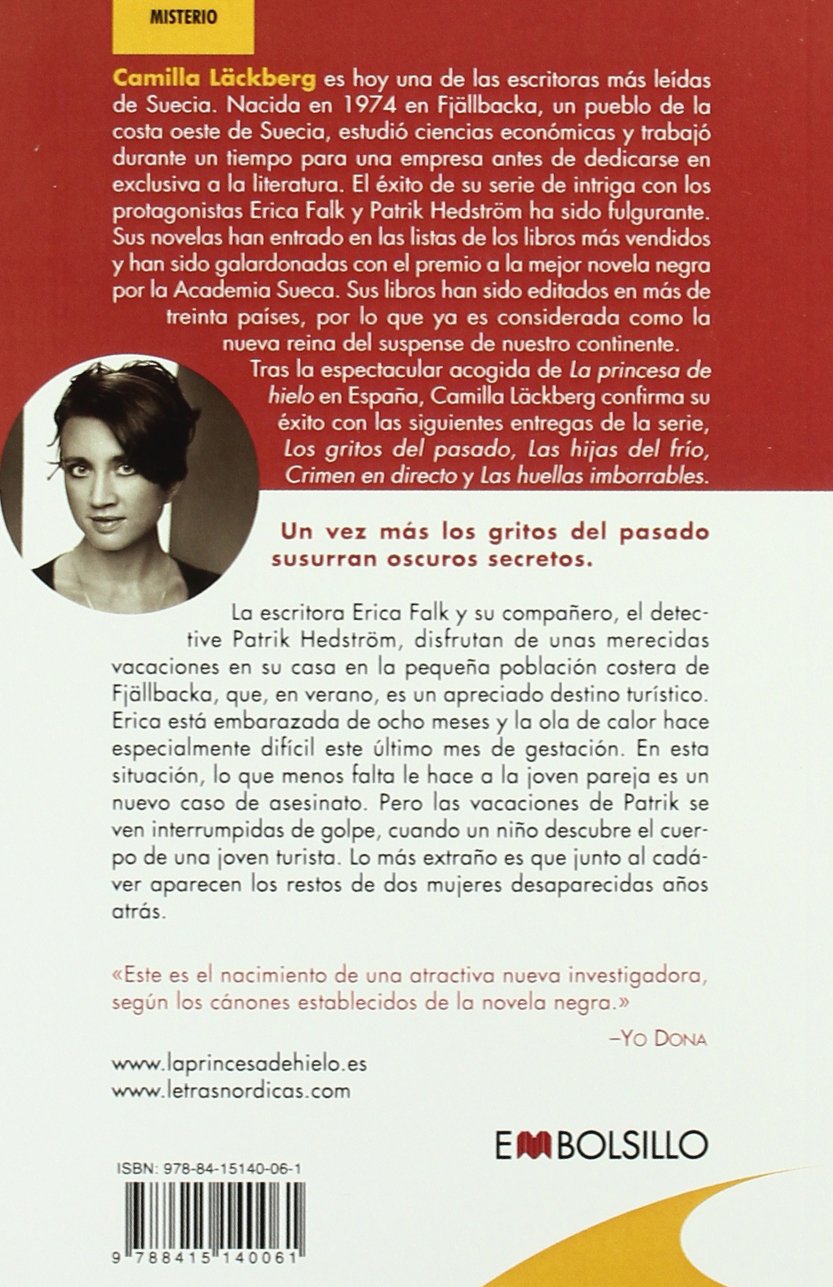 MISTERIO
Camilla Läckberg es hoy una de las escritoras más leídas
de Suecia. Nacida en 1974 en Fjällbacka, un pueblo de la
costa oeste de Suecia, estudió ciencias económicas y trabajó
durante un tiempo para una empresa antes de dedicarse en
exclusiva a la literatura. El éxito de su serie de intriga con los
protagonistas Erica Falk y Patrik Hedström ha sido fulgurante.
Sus novelas han entrado en las listas de los libros más vendidos
y han sido galardonadas con el premio a la mejor novela negra
por la Academia Sueca. Sus libros han sido editados en más de
treinta países, por lo que ya es considerada como la
nueva reina del suspense de nuestro continente.
Tras la espectacular acogida de La princesa de
hielo en España, Camilla Läckberg confirma su
éxito con las siguientes entregas de la serie,
Los gritos del pasado, Las hijas del frío,
Crimen en directo y Las huellas imborrables.
Un vez más los gritos del pasado
susurran oscuros secretos.
La escritora Erica Falk y su compañero, el detec-
tive Patrik Hedström, disfrutan de unas merecidas
vacaciones en su casa en la pequeña población costera de
Fjällbacka, que, en verano, es un apreciado destino turístico.
Erica está embarazada de ocho meses y la ola de calor hace
especialmente difícil este último mes de gestación. En esta
situación, lo que menos falta le hace a la joven pareja es un
nuevo caso de asesinato. Pero las vacaciones de Patrik se
ven interrumpidas de golpe, cuando un niño descubre el cuer-
po de una joven turista. Lo más extraño es que junto al cadá-
ver aparecen los restos de dos mujeres desaparecidas años
atrás.
«Este es el nacimiento de una atractiva nueva investigadora,
según los cánones establecidos de la novela negra.»
–YO DONA
www.laprincesadehielo.es
www.letrasnordicas.com
EMBOLSILLO
ISBN: 978-84-15140-06-1
9 788415 140061